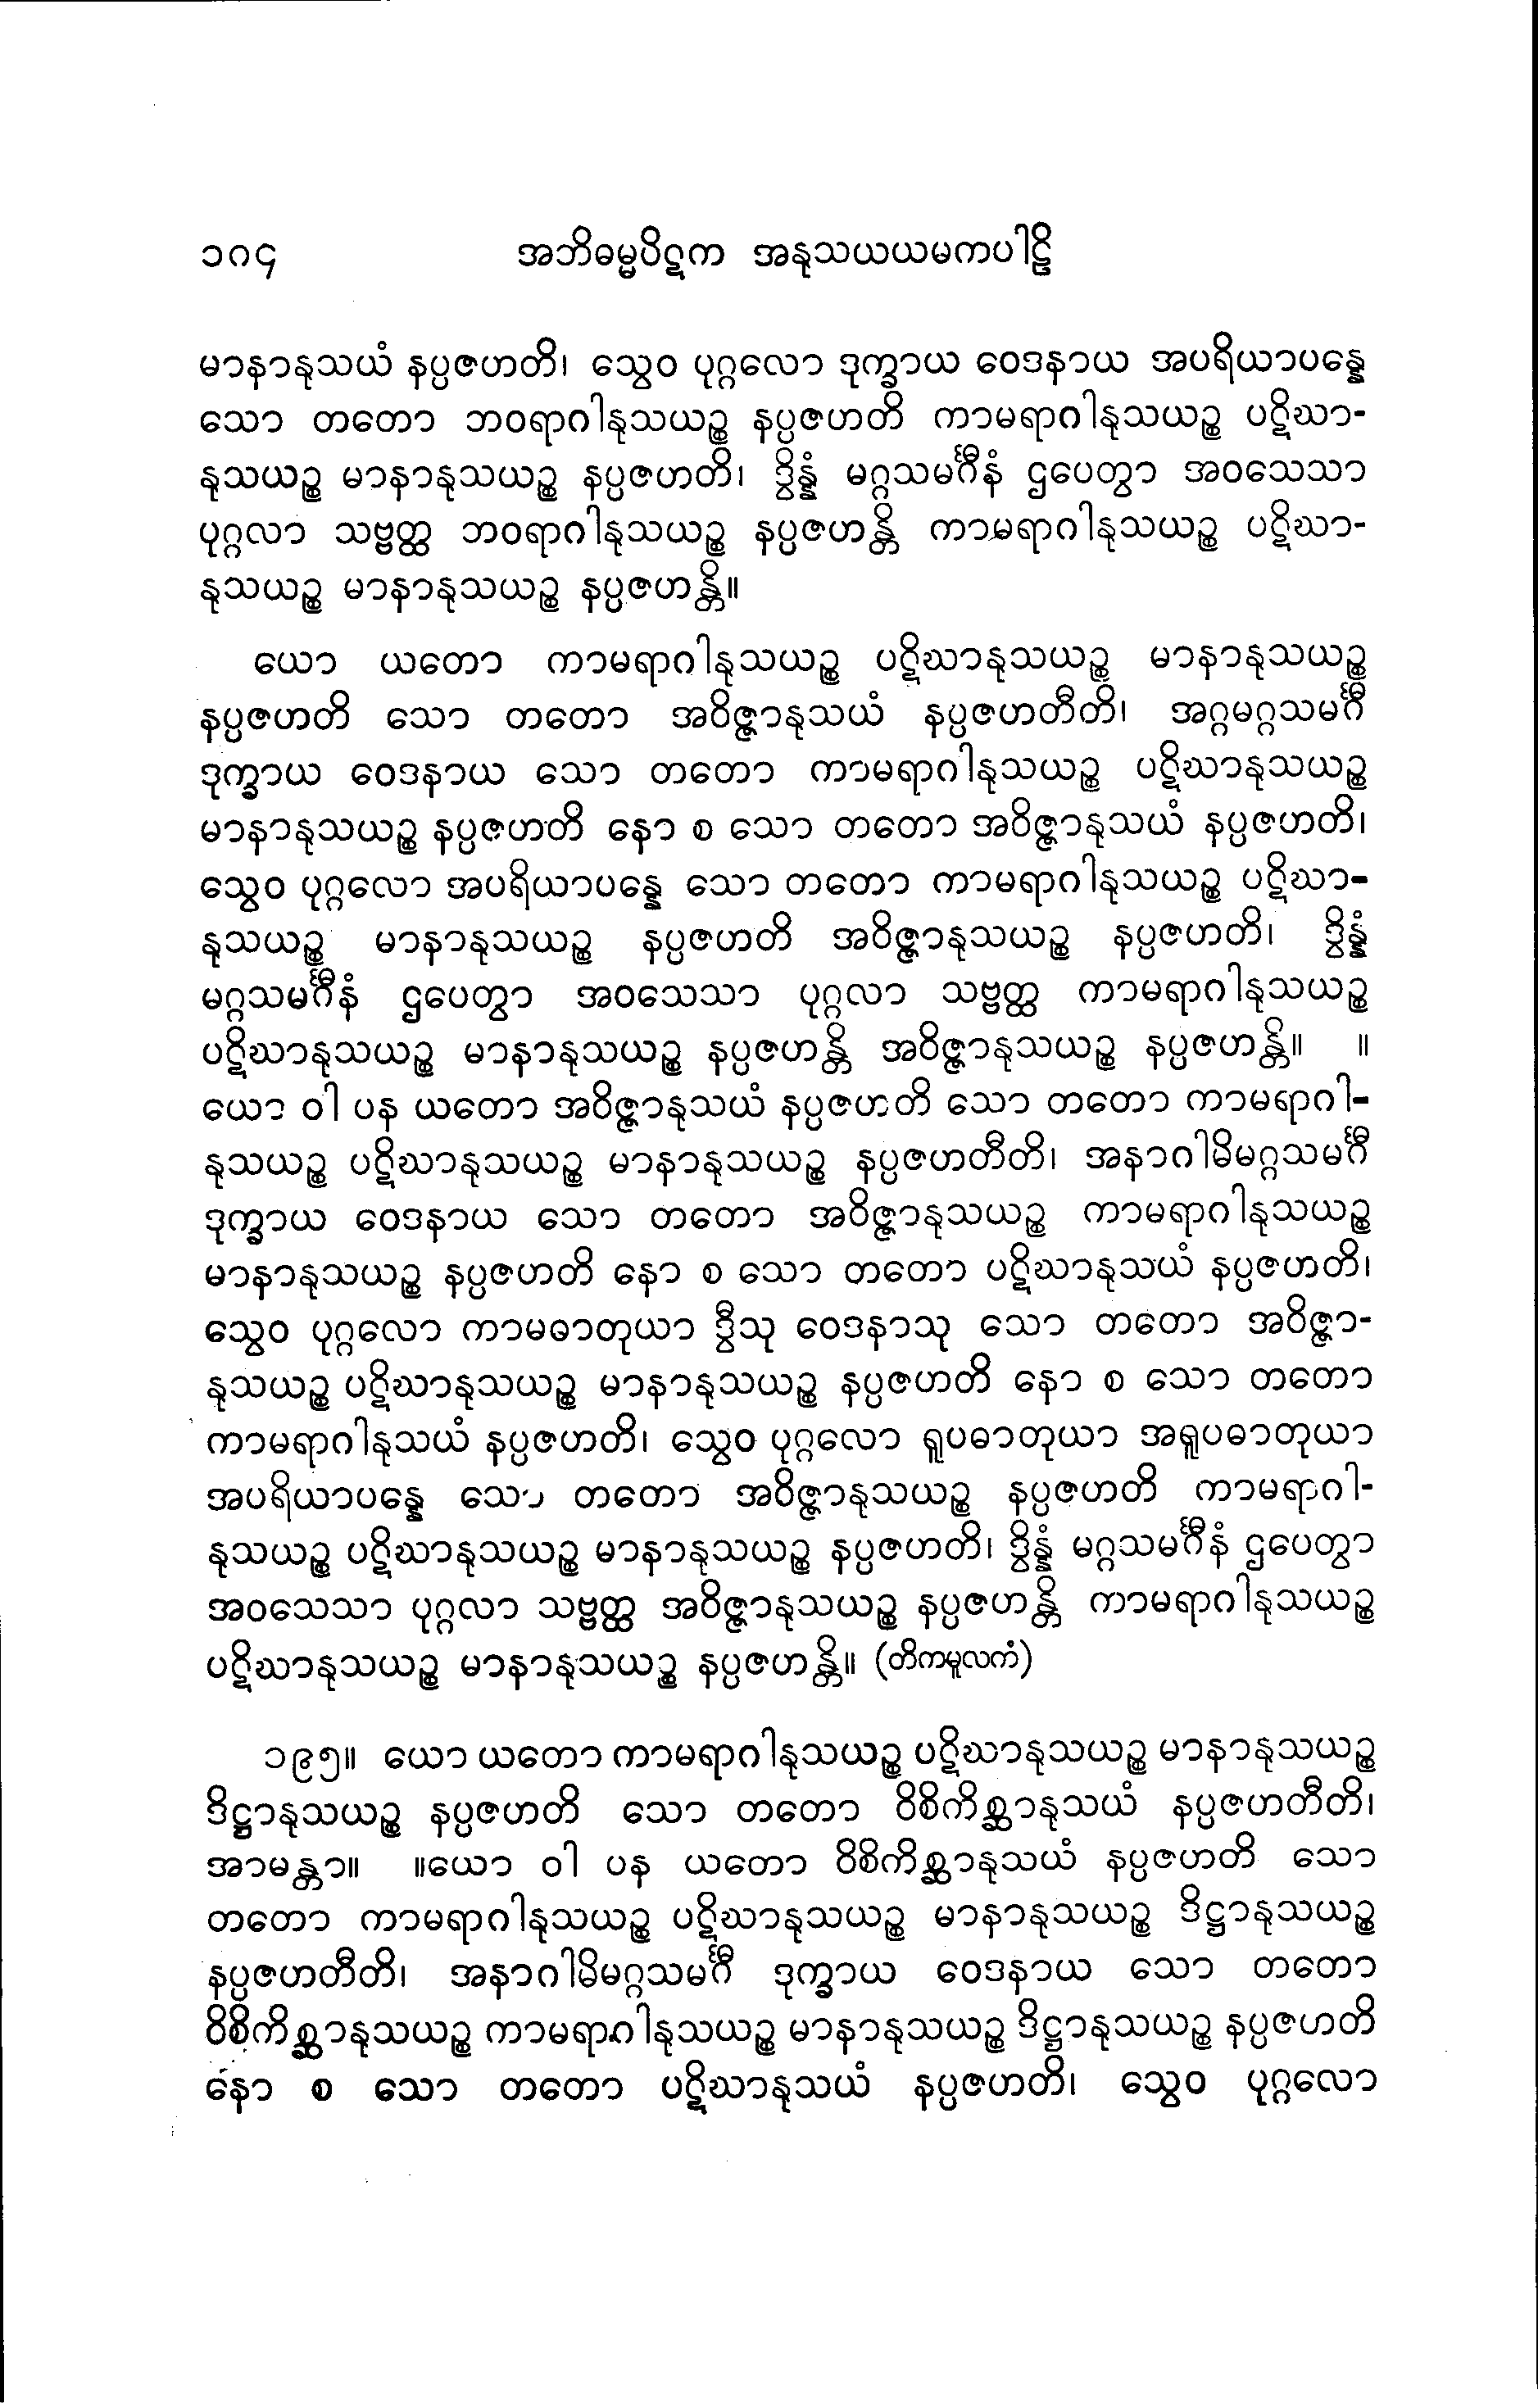 ၁၈၄ အဘိဓမ္မပိဋက အနုသယယမကပါဠိ
မာနာနုသယံ နပ္ပဇဟတိ၊ သွေဝ ပုဂ္ဂလော ဒုက္ခာယ ဝေဒနာယ အပရိယာပန္နေ
သော တတော ဘဝရာဂါနုသယဉ္စ နပ္ပဇဟတိ ကာမရာဂါနုသယဉ္စ ပဋိဃာ-
နုသယဉ္စ မာနာနုသယဉ္စ နပ္ပဇဟတိ၊ ဒွိန္နံ မဂ္ဂသမင်္ဂီနံ ဌပေတွာ အဝသေသာ
ပုဂ္ဂလာ သဗ္ဗတ္ထ ဘဝရာဂါနုသယဉ္စ နပ္ပဇဟန္တိ ကာမရာဂါနုသယဉ္စ ပဋိဃာ-
နုသယဉ္စ မာနာနုသယဉ္စ နပ္ပဇဟန္တိ။
ယော ယတော ကာမရာဂါနုသယဉ္စ ပဋိဃာနုသယဉ္စ မာနာနုသယဉ္စ
နပ္ပဇဟတိ သော တတော အဝိဇ္ဇာနုသယံ နပ္ပဇဟတီတိ၊ အဂ္ဂမဂ္ဂသမင်္ဂီ
ဒုက္ခာယ ဝေဒနာယ သော တတော ကာမရာဂါနုသယဉ္စ ပဋိဃာနုသယဉ္စ
မာနာနုသယဉ္စ နပ္ပဇဟတိ နော စ သော တတော အဝိဇ္ဇာနုသယံ နပ္ပဇဟတိ၊
သွေဝ ပုဂ္ဂလော အပရိယာပန္နေ သော တတော ကာမရာဂါနုသယဉ္စ ပဋိဃာ-
နုသယဉ္စ မာနာနုသယဉ္စ နပ္ပဇဟတိ အဝိဇ္ဇာနုသယဉ္စ နပ္ပဇဟတိ၊ ဒွိန္နံ
မဂ္ဂသမင်္ဂီနံ ဌပေတွာ အဝသေသာ ပုဂ္ဂလာ သဗ္ဗတ္ထ ကာမရာဂါနုသယဉ္စ
ပဋိဃာနုသယဉ္စ မာနာနုသယဉ္စ နပ္ပဇဟန္တိ အဝိဇ္ဇာနုသယဉ္စ နပ္ပဇဟန္တိ။ ။
ယော ဝါ ပန ယတော အဝိဇ္ဇာနုသယံ နပ္ပဇဟတိ သော တတော ကာမရာဂါ-
နုသယဉ္စ ပဋိဃာနုသယဉ္စ မာနာနုသယဉ္စ နပ္ပဇဟတီတိ၊ အနာဂါမိမဂ္ဂသမင်္ဂီ
ဒုက္ခာယ ဝေဒနာယ သော တတော အဝိဇ္ဇာနုသယဉ္စ ကာမရာဂါနုသယဉ္စ
မာနာနုသယဉ္စ နပ္ပဇဟတိ နော စ သော တတော ပဋိဃာနုသယံ နပ္ပဇဟတိ၊
သွေဝ ပုဂ္ဂလော ကာမဓာတုယာ ဒွီသု ဝေဒနာသု သော တတော အဝိဇ္ဇာ-
နုသယဉ္စ ပဋိဃာနုသယဉ္စ မာနာနုသယဉ္စ နပ္ပဇဟတိ နော စ သော တတော
ကာမရာဂါနုသယံ နပ္ပဇဟတိ၊ သွေဝ ပုဂ္ဂလော ရူပဓာတုယာ အရူပဓာတုယာ
အပရိယာပန္နေ သော တတော အဝိဇ္ဇာနုသယဉ္စ နပ္ပဇဟတိ ကာမရာဂါ-
နုသယဉ္စ ပဋိဃာနုသယဉ္စ မာနာနုသယဉ္စ နပ္ပဇဟတိ၊ ဒွိန္နံ မဂ္ဂသမင်္ဂီနံ ဌပေတွာ
အဝသေသာ ပုဂ္ဂလာ သဗ္ဗတ္ထ အဝိဇ္ဇာနုသယဉ္စ နပ္ပဇဟန္တိ ကာမရာဂါနုသယဉ္စ
ပဋိဃာနုသယဉ္စ မာနာနုသယဉ္စ နပ္ပဇဟန္တိ။ (တိကမူလကံ)
၁၉၅။ ယော ယတော ကာမရာဂါနုသယဉ္စ ပဋိဃာနုသယဉ္စ မာနာနုသယဉ္စ
ဒိဋ္ဌာနုသယဉ္စ နပ္ပဇဟတိ သော တတော ဝိစိကိစ္ဆာနုသယံ နပ္ပဇဟတီတိ၊
အာမန္တာ။ ။ယော ဝါ ပန ယတော ဝိစိကိစ္ဆာနုသယံ နပ္ပဇဟတိ သော
တတော ကာမရာဂါနုသယဉ္စ ပဋိဃာနုသယဉ္စ မာနာနုသယဉ္စ ဒိဋ္ဌာနုသယဉ္စ
နပ္ပဇဟတီတိ၊ အနာဂါမိမဂ္ဂသမင်္ဂီ ဒုက္ခာယ ဝေဒနာယ သော တတော
ဝိစိကိစ္ဆာနုသယဉ္စ ကာမရာဂါနုသယဉ္စ မာနာနုသယဉ္စ ဒိဋ္ဌာနုသယဉ္စ နပ္ပဇဟတိ
နော စ သော တတော ပဋိဃာနုသယံ နပ္ပဇဟတိ၊ သွေဝ ပုဂ္ဂလော